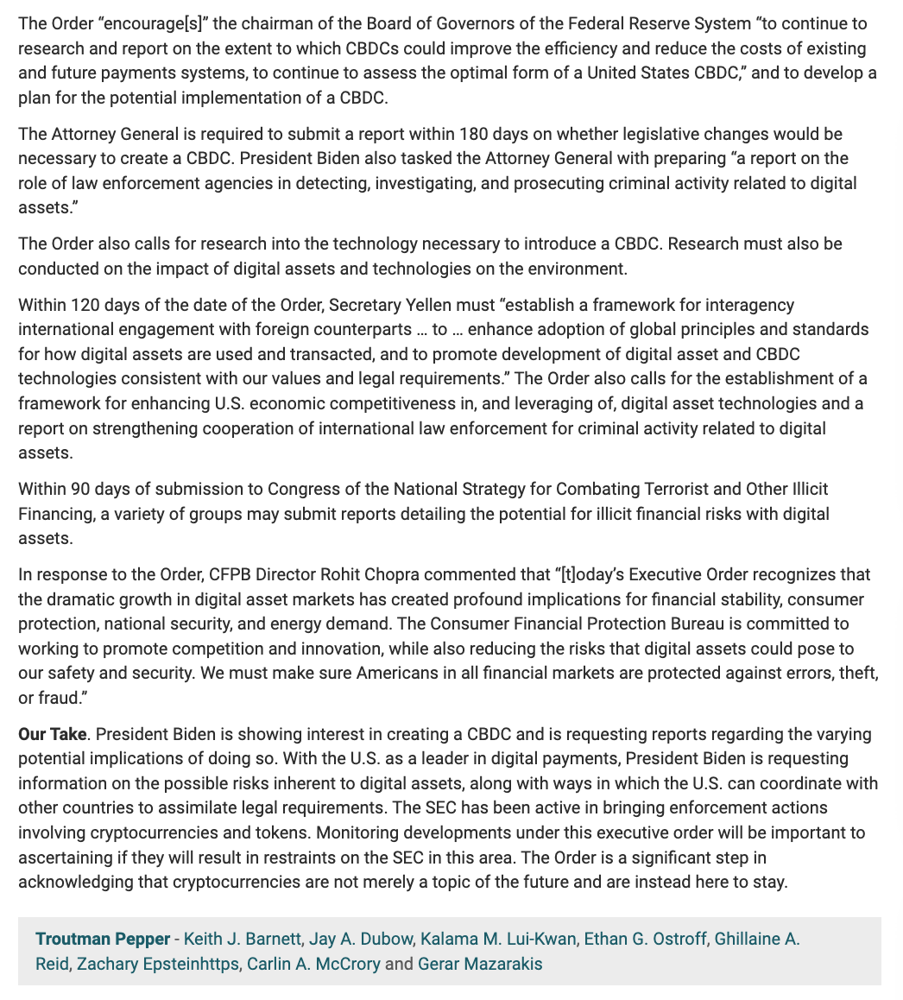 The Order “encourage[s]” the chairman of the Board of Governors of the Federal Reserve System “to continue to
research and report on the extent to which CBDCs could improve the efficiency and reduce the costs of existing
and future payments systems, to continue to assess the optimal form of a United States CBDC,” and to develop a
plan for the potential implementation of a CBDC.
The Attorney General is required to submit a report within 180 days on whether legislative changes would be
necessary to create a CBDC. President Biden also tasked the Attorney General with preparing “a report on the
role of law enforcement agencies in detecting, investigating, and prosecuting criminal activity related to digital
assets.”
The Order also calls for research into the technology necessary to introduce a CBDC. Research must also be
conducted on the impact of digital assets and technologies on the environment.
Within 120 days of the date of the Order, Secretary Yellen must “establish a framework for interagency
international engagement with foreign counterparts … to … enhance adoption of global principles and standards
for how digital assets are used and transacted, and to promote development of digital asset and CBDC
technologies consistent with our values and legal requirements.” The Order also calls for the establishment of a
framework for enhancing U.S. economic competitiveness in, and leveraging of, digital asset technologies and a
report on strengthening cooperation of international law enforcement for criminal activity related to digital
assets.
Within 90 days of submission to Congress of the National Strategy for Combating Terrorist and Other Illicit
Financing, a variety of groups may submit reports detailing the potential for illicit financial risks with digital
assets.
In response to the Order, CFPB Director Rohit Chopra commented that “[t]oday’s Executive Order recognizes that
the dramatic growth in digital asset markets has created profound implications for financial stability, consumer
protection, national security, and energy demand. The Consumer Financial Protection Bureau is committed to
working to promote competition and innovation, while also reducing the risks that digital assets could pose to
our safety and security. We must make sure Americans in all financial markets are protected against errors, theft,
or fraud.”
Our Take. President Biden is showing interest in creating a CBDC and is requesting reports regarding the varying
potential implications of doing so. With the U.S. as a leader in digital payments, President Biden is requesting
information on the possible risks inherent to digital assets, along with ways in which the U.S. can coordinate with
other countries to assimilate legal requirements. The SEC has been active in bringing enforcement actions
involving cryptocurrencies and tokens. Monitoring developments under this executive order will be important to
ascertaining if they will result in restraints on the SEC in this area. The Order is a significant step in
acknowledging that cryptocurrencies are not merely a topic of the future and are instead here to stay.
Troutman Pepper - Keith J. Barnett, Jay A. Dubow, Kalama M. Lui-Kwan, Ethan G. Ostroff, Ghillaine A.
Reid, Zachary Epsteinhttps, Carlin A. McCrory and Gerar Mazarakis